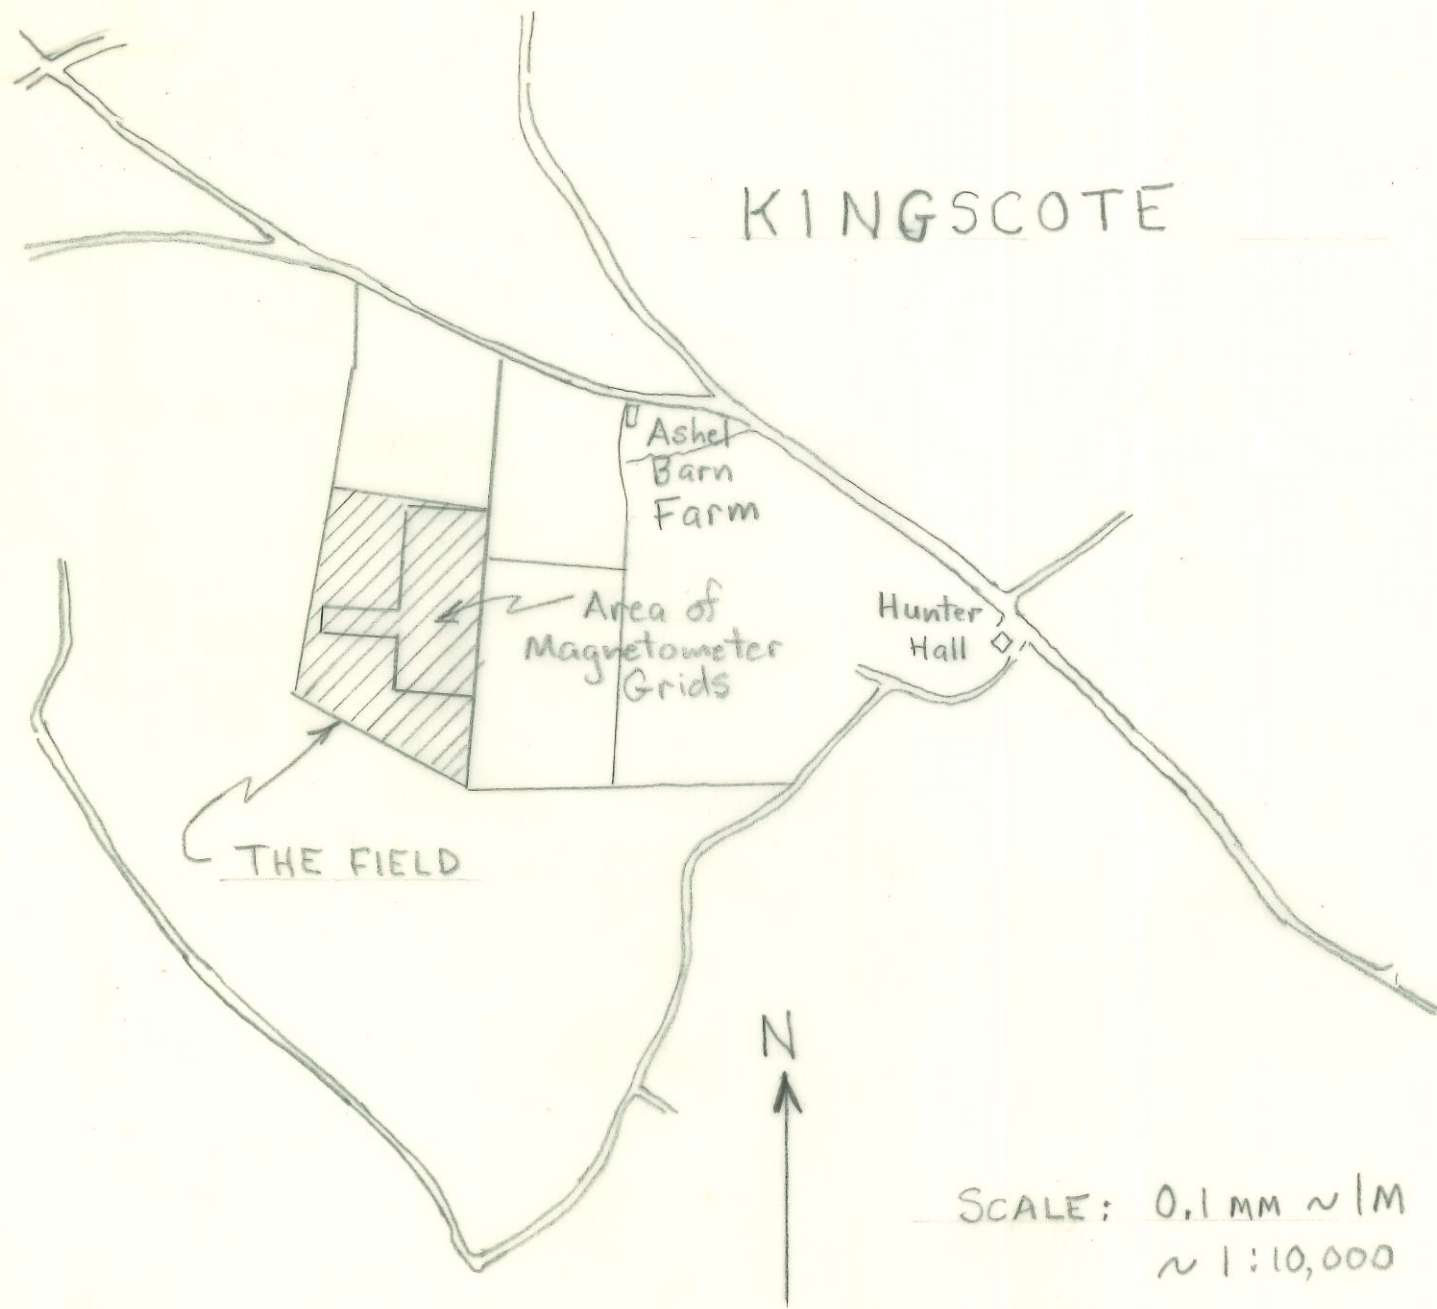 KINGSCOTE
Ashel
Barn
Farm
Area of
Magnetometer
Grids
Hunter
Hall
THE FIELD
N
SCALE: 0.1 MM ~ 1M
~ 1:10,000